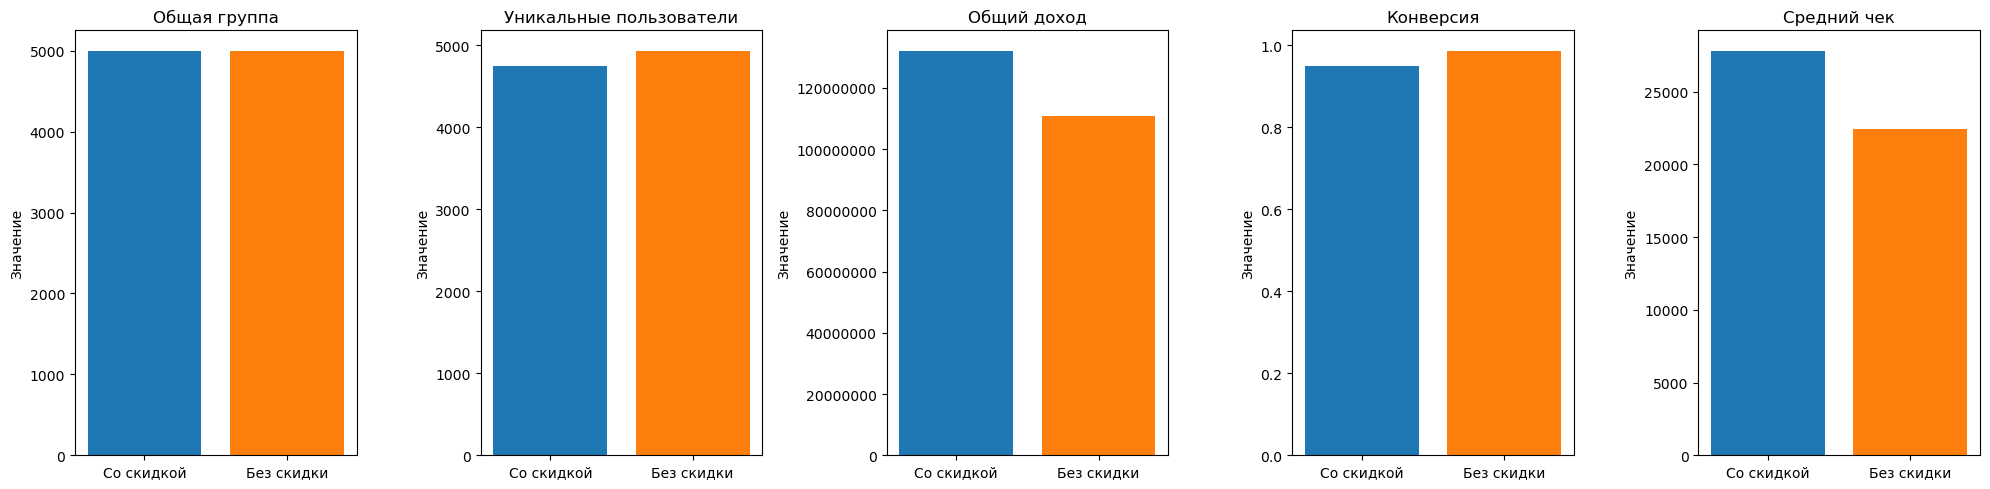 Общая группа
Значение
5000
4000
3000
2000
1000
0
Со скидкой
Без скидки
Уникальные пользователи
Значение
5000
4000
3000
2000
1000
0
Со скидкой
Без скидки
Общий доход
Значение
120000000
100000000
80000000
60000000
40000000
20000000
0
Со скидкой
Без скидки
Конверсия
Значение
1.0
0.8
0.6
0.4
0.2
0.0
Со скидкой
Без скидки
Средний чек
Значение
25000
20000
15000
10000
5000
0
Со скидкой
Без скидки